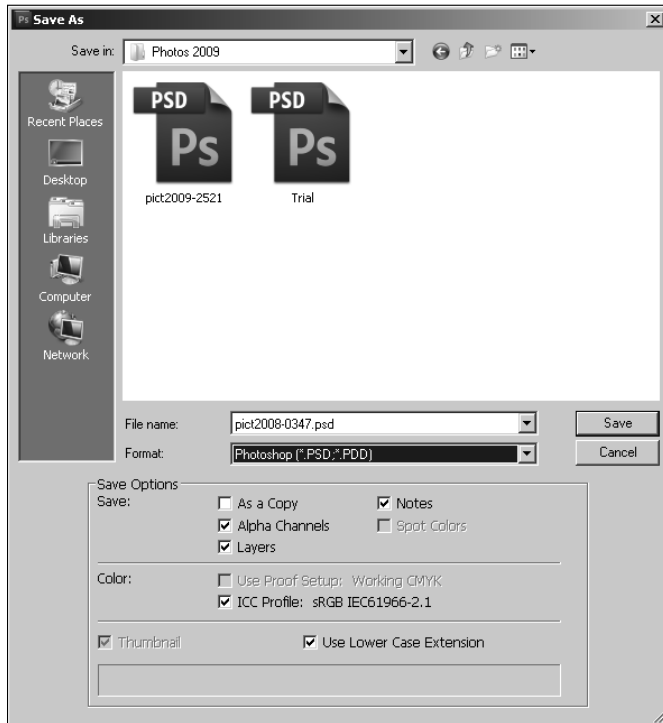 Ps Save As
Save in: Photos 2009
Recent Places
Desktop
Libraries
Computer
Network
PSD
Ps
pict2009-2521
PSD
Ps
Trial
File name: pict2008-0347.psd Save
Format: Photoshop (*.PSD;*.PDD) Cancel
Save Options
Save: As a Copy Notes
Alpha Channels Spot Colors
Layers
Color: Use Proof Setup: Working CMYK
ICC Profile: sRGB IEC61966-2.1
Thumbnail Use Lower Case Extension